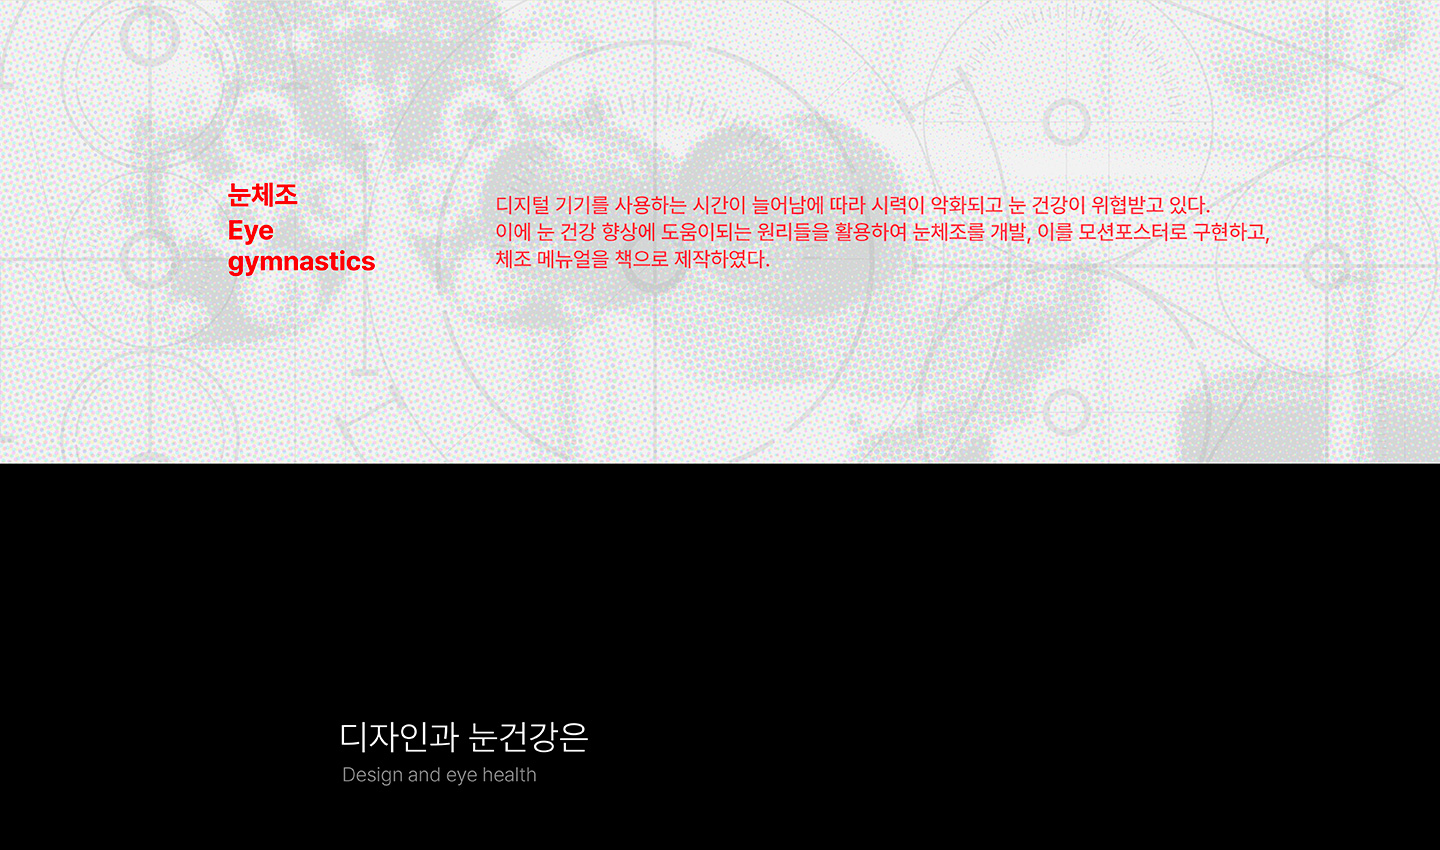 눈체조
Eye
gymnastics
디지털 기기를 사용하는 시간이 늘어남에 따라 시력이 악화되고 눈 건강이 위협받고 있다.
이에 눈 건강 향상에 도움이되는 원리들을 활용하여 눈체조를 개발, 이를 모션포스터로 구현하고,
체조 메뉴얼을 책으로 제작하였다.
디자인과 눈건강은
Design and eye health